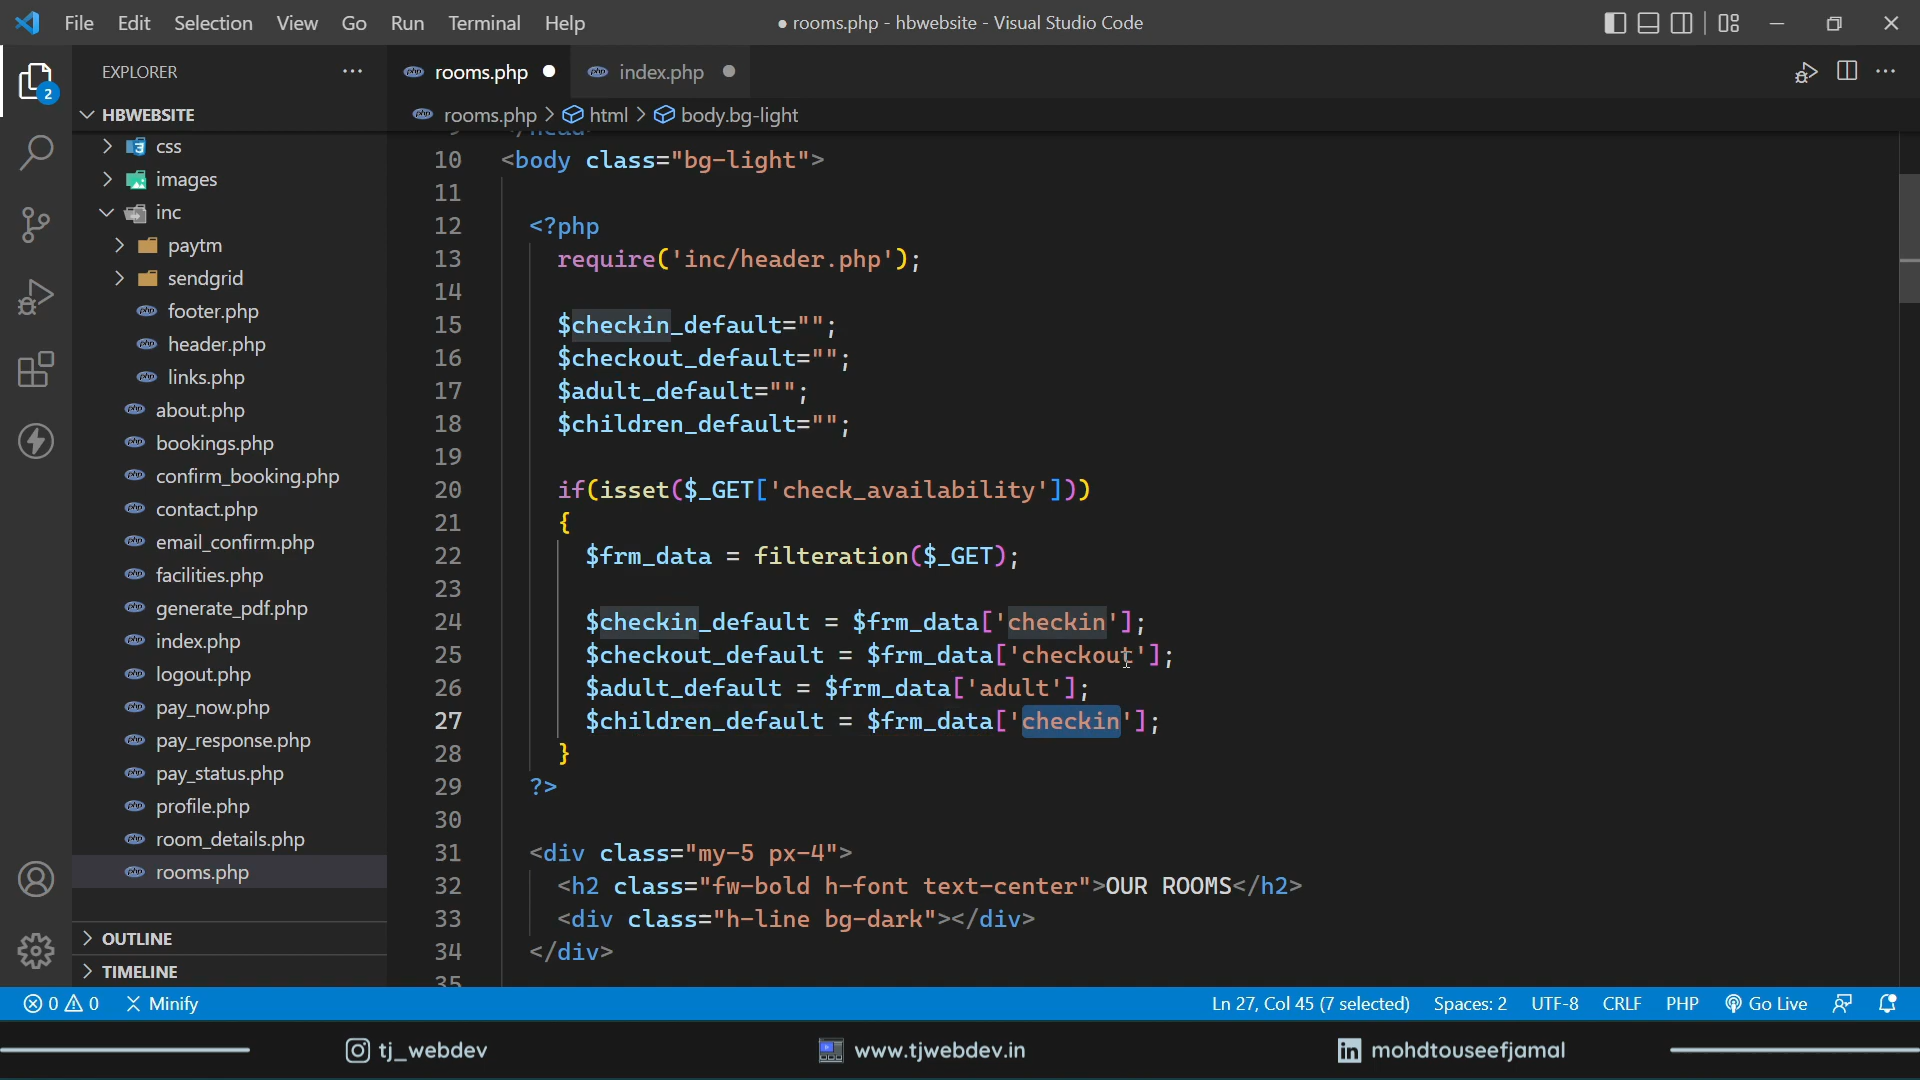 File Edit Selection View Go Run Terminal Help
● rooms.php - hbwebsite - Visual Studio Code
EXPLORER
rooms.php
index.php
HBWEBSITE
rooms.php > html > body.bg-light
2
css
images
inc
paytm
sendgrid
footer.php
header.php
links.php
about.php
bookings.php
confirm_booking.php
contact.php
email_confirm.php
facilities.php
generate_pdf.php
index.php
logout.php
pay_now.php
pay_response.php
pay_status.php
profile.php
room_details.php
rooms.php
OUTLINE
TIMELINE
9 </head>
10 <body class="bg-light">
11
12 <?php
13 require('inc/header.php');
14
15 $checkin_default="";
16 $checkout_default="";
17 $adult_default="";
18 $children_default="";
19
20 if(isset($_GET['check_availability']))
21 {
22 $frm_data = filteration($_GET);
23
24 $checkin_default = $frm_data['checkin'];
25 $checkout_default = $frm_data['checkout'];
26 $adult_default = $frm_data['adult'];
27 $children_default = $frm_data['checkin'];
28 }
29 ?>
30
31 <div class="my-5 px-4">
32 <h2 class="fw-bold h-font text-center">OUR ROOMS</h2>
33 <div class="h-line bg-dark"></div>
34 </div>
35
0 0 Minify
Ln 27, Col 45 (7 selected) Spaces: 2 UTF-8 CRLF PHP Go Live
tj_webdev
www.tjwebdev.in
mohdtouseefjamal